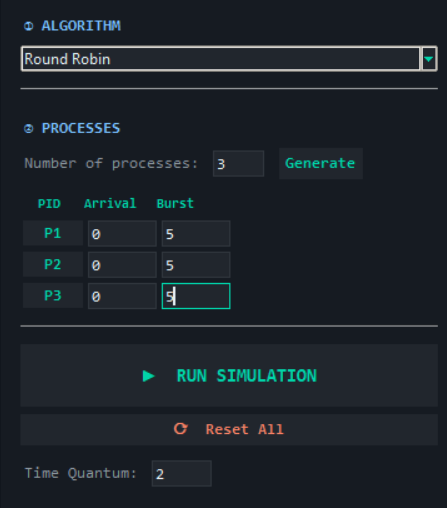 ① ALGORITHM
Round Robin
② PROCESSES
Number of processes: 3 Generate
PID Arrival Burst
P1 0 5
P2 0 5
P3 0 5
▶ RUN SIMULATION
⟳ Reset All
Time Quantum: 2